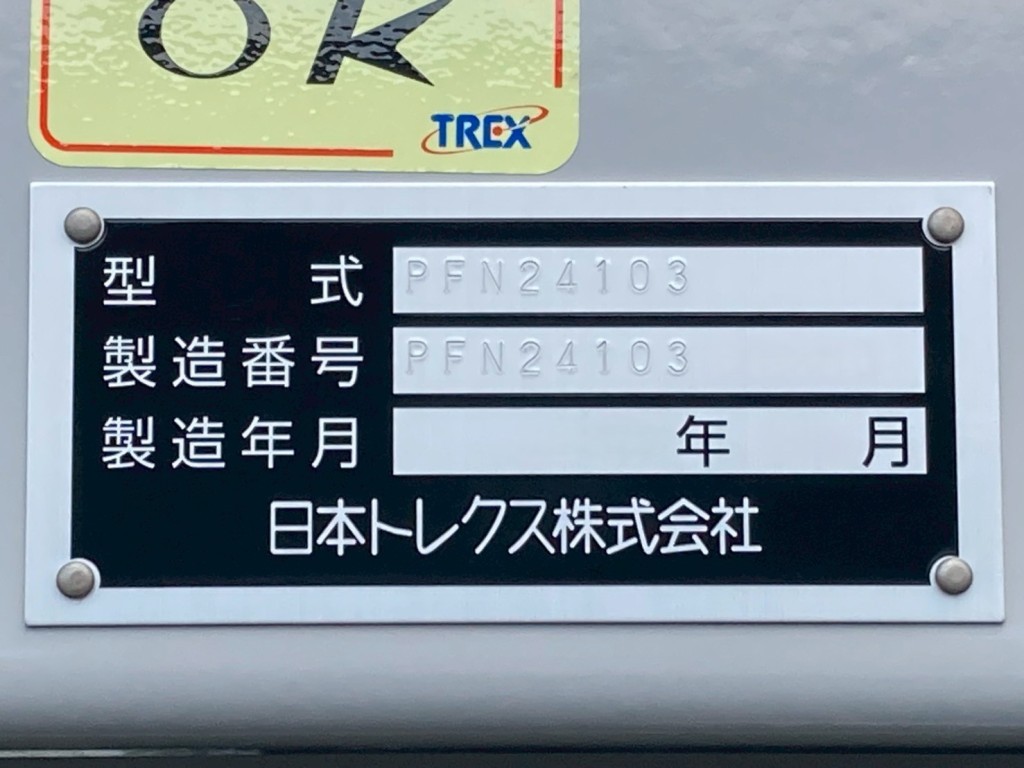 OK
TREX
型式 PFN24103
製造番号 PFN24103
製造年月 年 月
日本トレクス株式会社